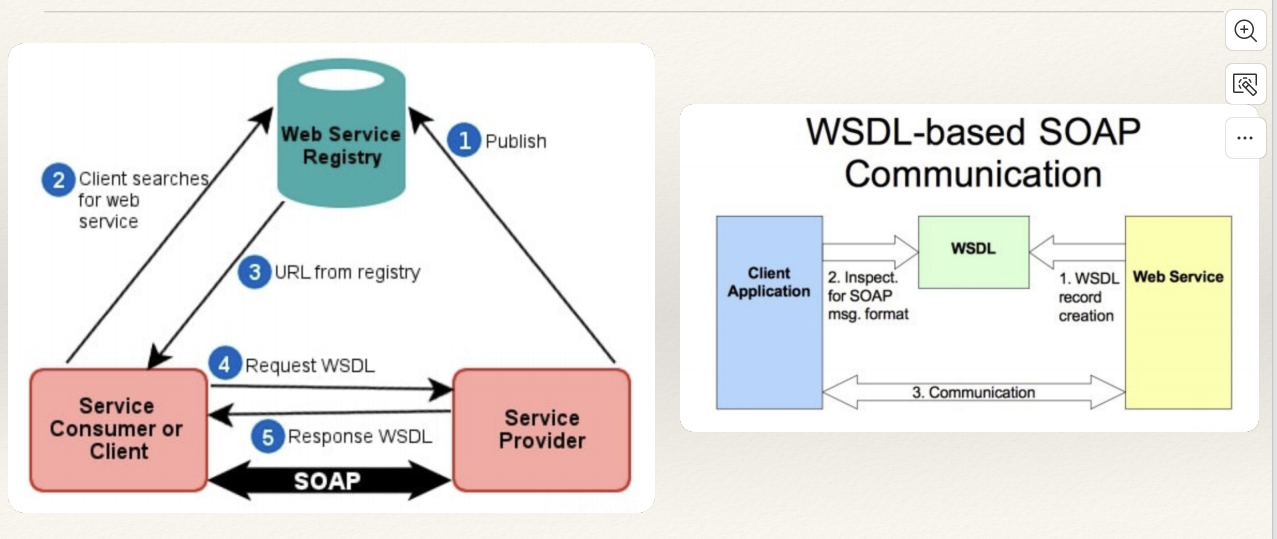 Web Service
Registry
1 Publish
2 Client searches
for web
service
3 URL from registry
4 Request WSDL
5 Response WSDL
Service
Consumer or
Client
Service
Provider
SOAP
WSDL-based SOAP
Communication
Client
Application
WSDL
Web Service
2. Inspect.
for SOAP
msg. format
1. WSDL
record
creation
3. Communication